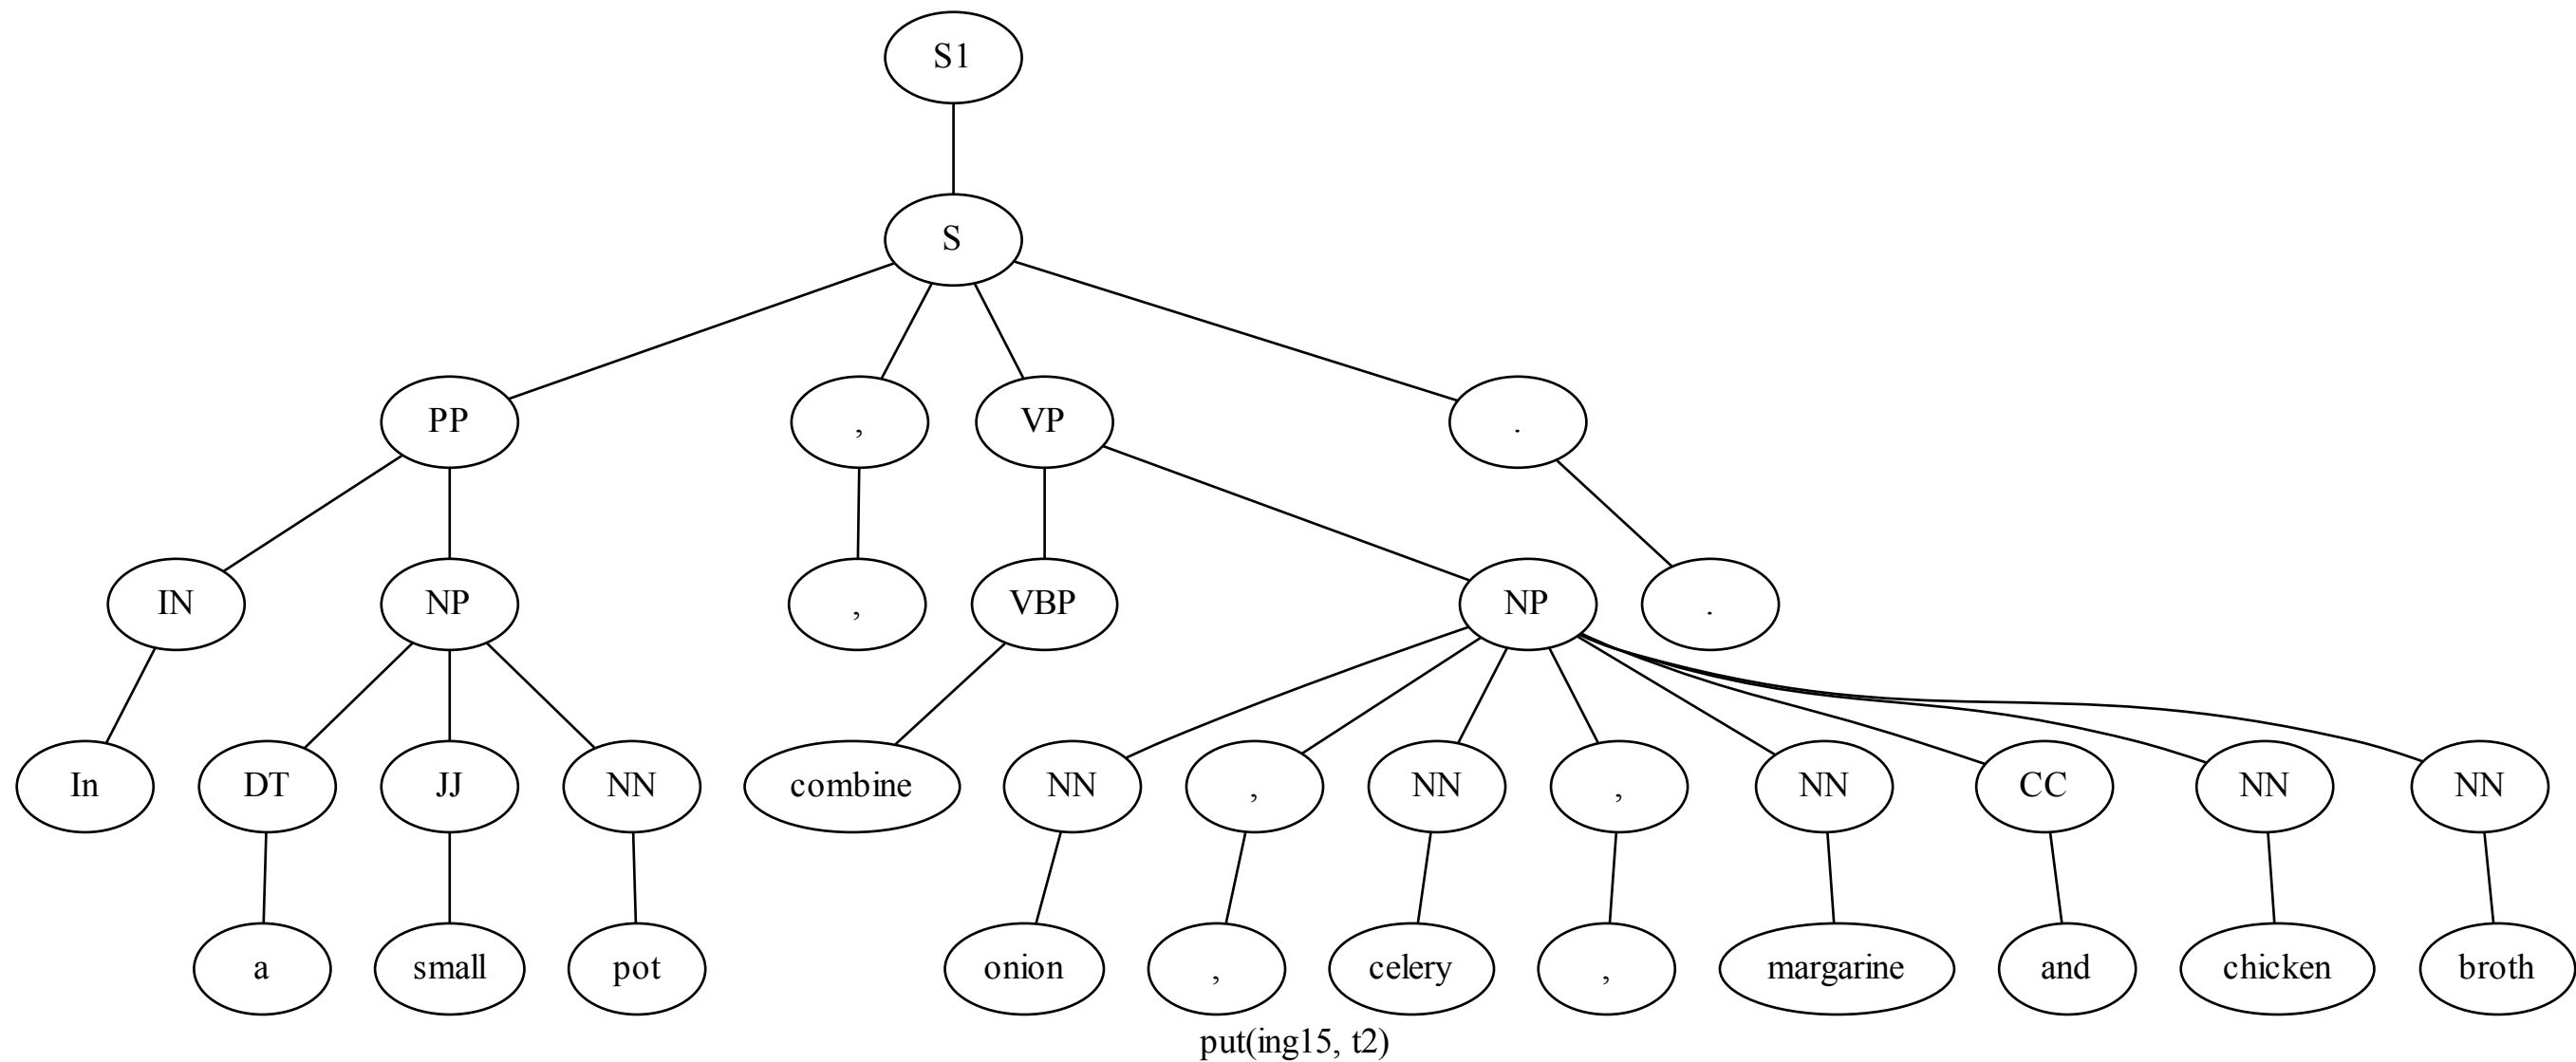 S1
S
PP , VP .
IN NP , VBP NP .
In DT JJ NN combine NN , NN , NN CC NN NN
a small pot onion , celery , margarine and chicken broth
put(ing15, t2)